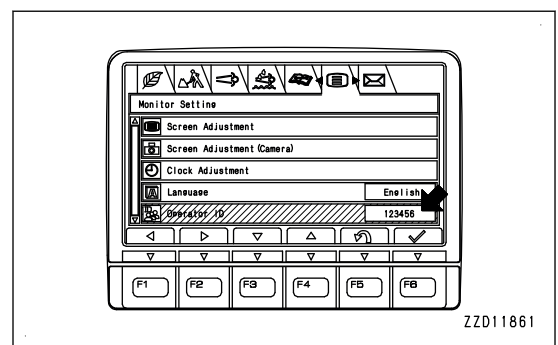 Monitor Setting
Screen Adjustment
Screen Adjustment(Camera)
Clock Adjustment
A Language English
ID Operator ID 123456
F1 F2 F3 F4 F5 F6
ZZD11861